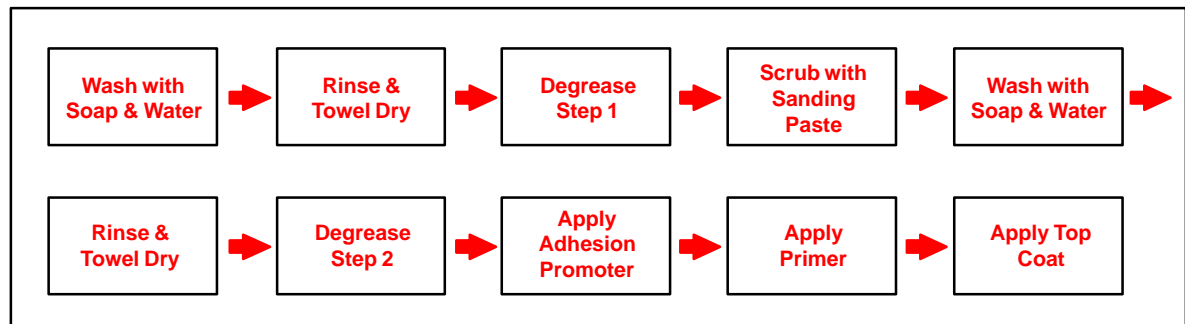 Wash with
Soap & Water
Rinse &
Towel Dry
Degrease
Step 1
Scrub with
Sanding
Paste
Wash with
Soap & Water
Rinse &
Towel Dry
Degrease
Step 2
Apply
Adhesion
Promoter
Apply
Primer
Apply Top
Coat